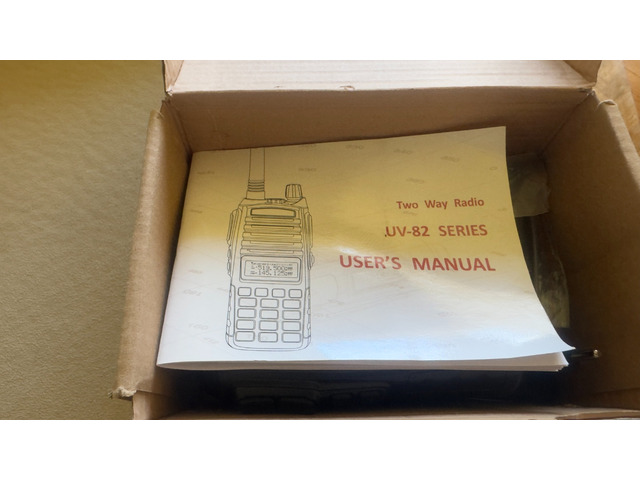 Two Way Radio
.UV-82 SERIES
USER'S MANUAL